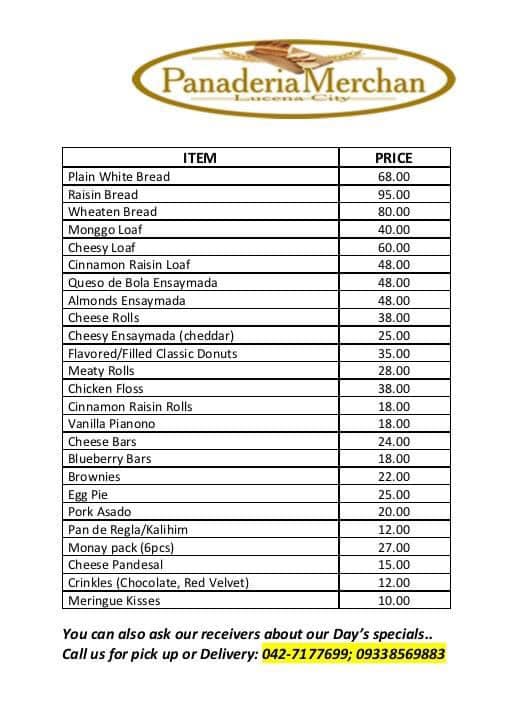 PanaderiaMerchan
Lucena City
ITEM PRICE
Plain White Bread 68.00
Raisin Bread 95.00
Wheaten Bread 80.00
Monggo Loaf 40.00
Cheesy Loaf 60.00
Cinnamon Raisin Loaf 48.00
Queso de Bola Ensaymada 48.00
Almonds Ensaymada 48.00
Cheese Rolls 38.00
Cheesy Ensaymada (cheddar) 25.00
Flavored/Filled Classic Donuts 35.00
Meaty Rolls 28.00
Chicken Floss 38.00
Cinnamon Raisin Rolls 18.00
Vanilla Pianono 18.00
Cheese Bars 24.00
Blueberry Bars 18.00
Brownies 22.00
Egg Pie 25.00
Pork Asado 20.00
Pan de Regla/Kalihim 12.00
Monay pack (6pcs) 27.00
Cheese Pandesal 15.00
Crinkles (Chocolate, Red Velvet) 12.00
Meringue Kisses 10.00
You can also ask our receivers about our Day's specials..
Call us for pick up or Delivery: 042-7177699; 09338569883